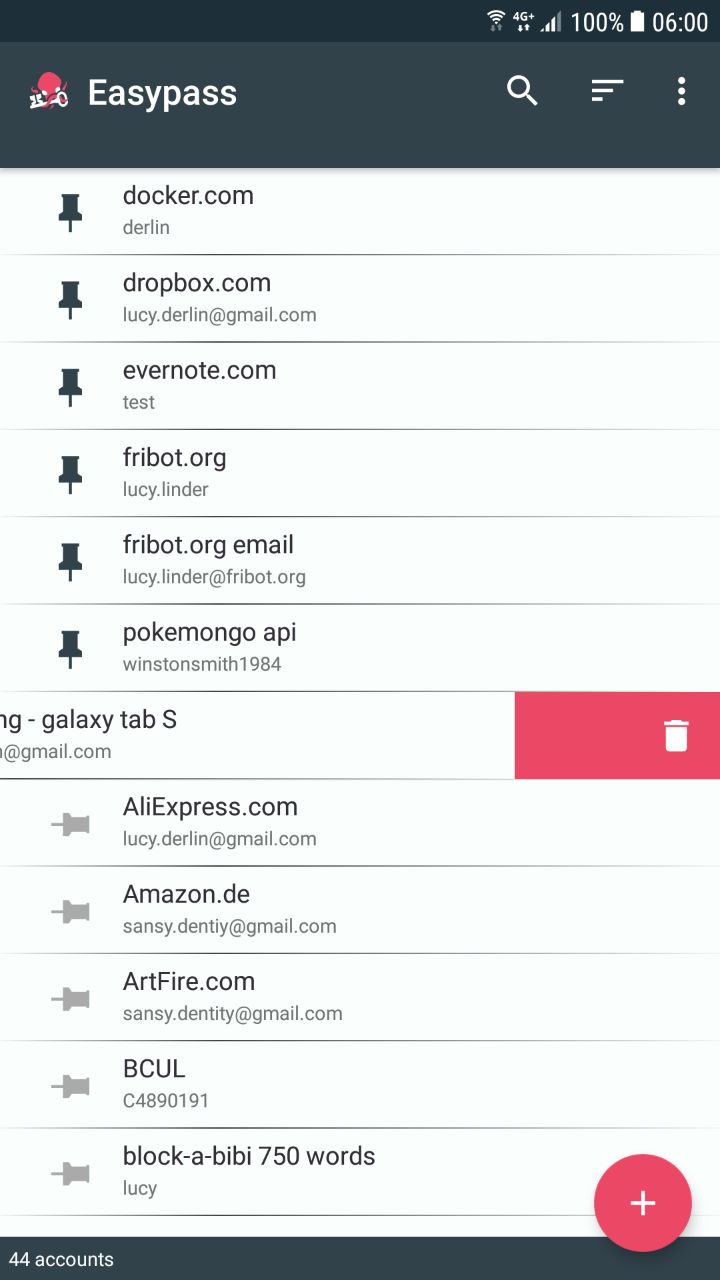 4G+ 100% 06:00
Easypass
docker.com
derlin
dropbox.com
lucy.derlin@gmail.com
evernote.com
test
fribot.org
lucy.linder
fribot.org email
lucy.linder@fribot.org
pokemongo api
winstonsmith1984
ng - galaxy tab S
@gmail.com
AliExpress.com
lucy.derlin@gmail.com
Amazon.de
sansy.dentiy@gmail.com
ArtFire.com
sansy.dentity@gmail.com
BCUL
C4890191
block-a-bibi 750 words
lucy
44 accounts